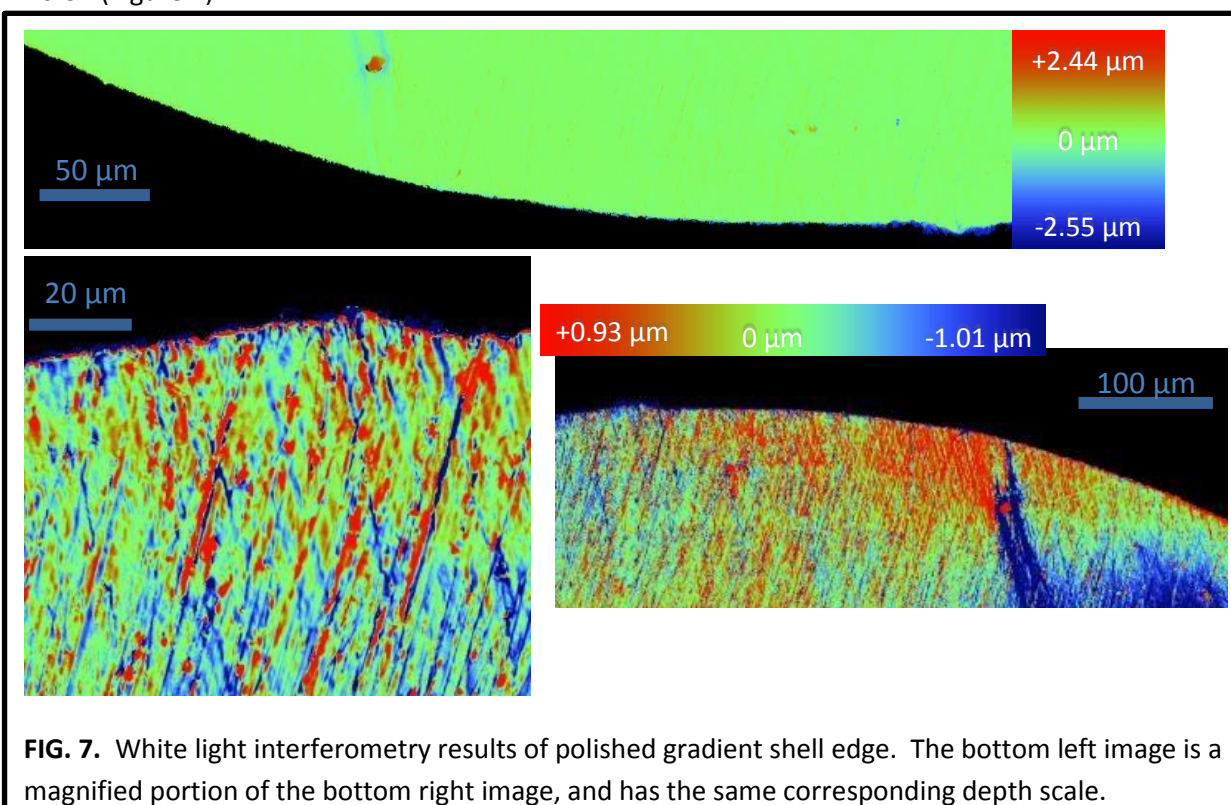 50 µm
+2.44 µm
0 µm
-2.55 µm
20 µm
+0.93 µm 0 µm -1.01 µm
100 µm
FIG. 7. White light interferometry results of polished gradient shell edge. The bottom left image is a
magnified portion of the bottom right image, and has the same corresponding depth scale.